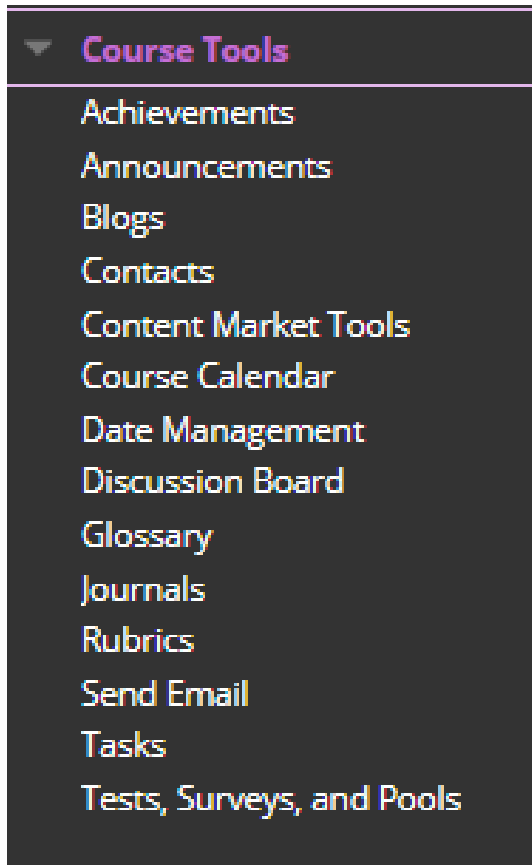 Course Tools
Achievements
Announcements
Blogs
Contacts
Content Market Tools
Course Calendar
Date Management
Discussion Board
Glossary
Journals
Rubrics
Send Email
Tasks
Tests, Surveys, and Pools